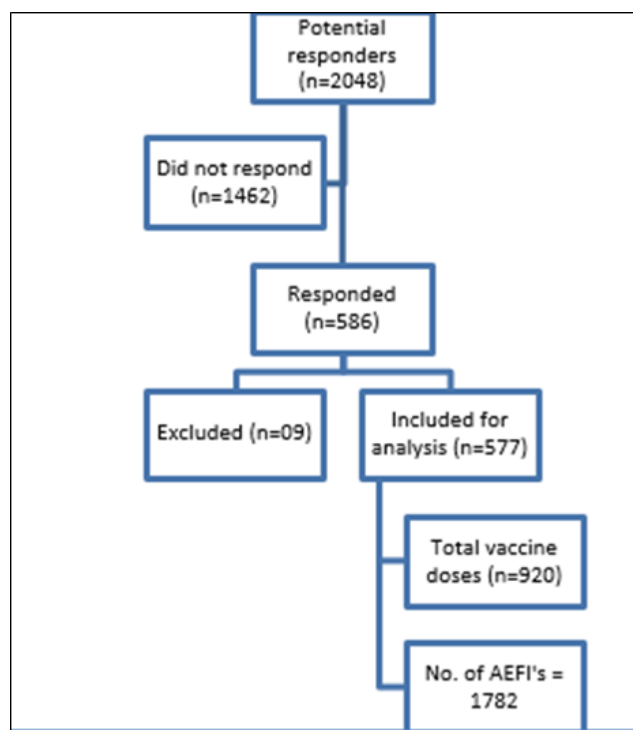 Potential
responders
(n=2048)
Did not respond
(n=1462)
Responded
(n=586)
Excluded (n=09)
Included for
analysis (n=577)
Total vaccine
doses (n=920)
No. of AEFI's =
1782